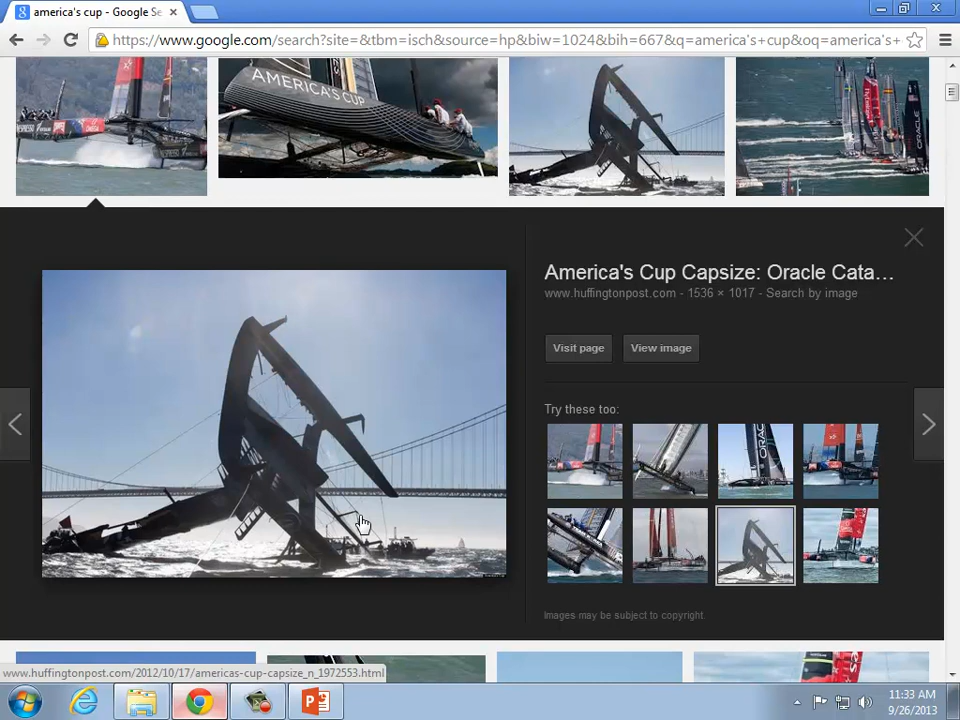 america's cup - Google Se
https://www.google.com/search?site=&tbm=isch&source=hp&biw=1024&bih=667&q=america's+cup&oq=america's+
AMERICA'S CUP
ORACLE
America's Cup Capsize: Oracle Cata...
www.huffingtonpost.com - 1536 × 1017 - Search by image
Visit page
View image
Try these too:
ORACLE
Images may be subject to copyright.
www.huffingtonpost.com/2012/10/17/americas-cup-capsize_n_1972553.html
11:33 AM
9/26/2013